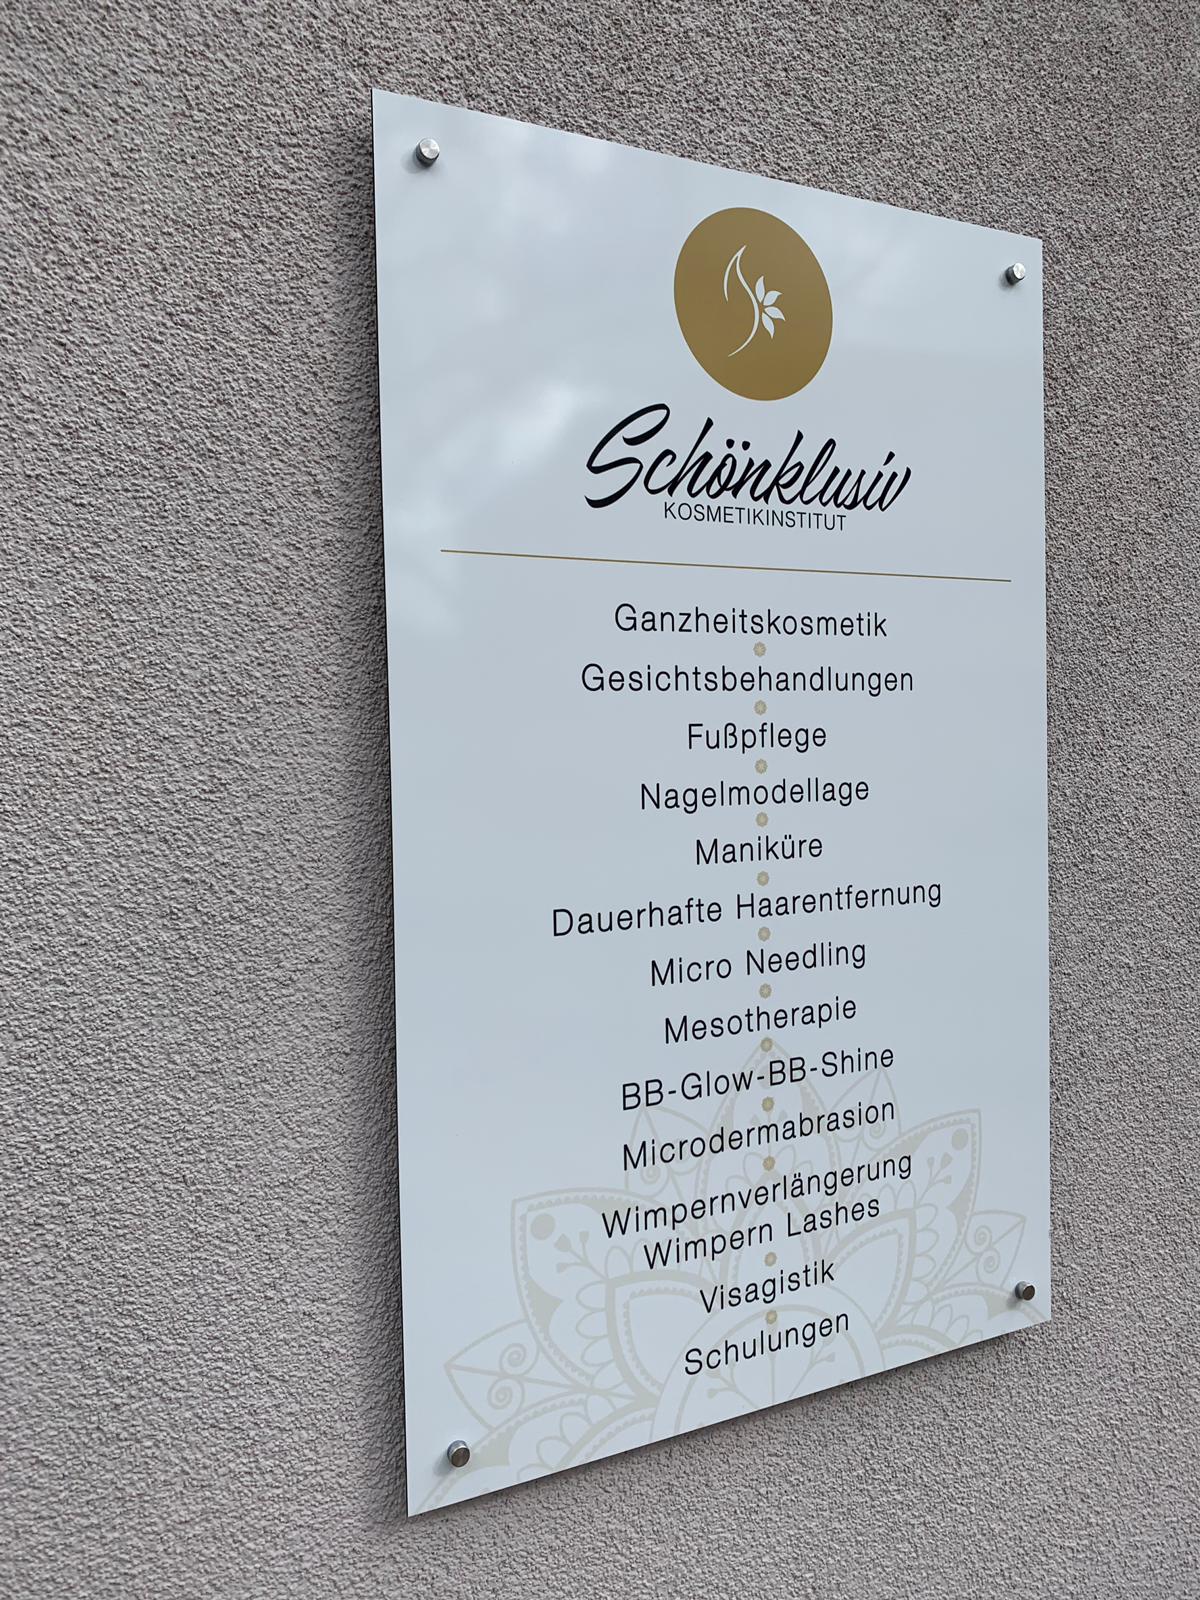 Schönklusiv
KOSMETIKINSTITUT
Ganzheitskosmetik
Gesichtsbehandlungen
Fußpflege
Nagelmodellage
Maniküre
Dauerhafte Haarentfernung
Micro Needling
Mesotherapie
BB-Glow-BB-Shine
Microdermabrasion
Wimpernverlängerung
Wimpern Lashes
Visagistik
Schulungen